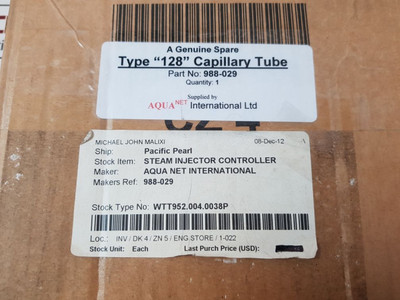 A Genuine Spare
Type “128” Capillary Tube
Part No: 988-029
Quantity: 1
Supplied by
AQUA NET International Ltd
MICHAEL JOHN MALIXI 08-Dec-12
Ship: Pacific Pearl
Stock Item: STEAM INJECTOR CONTROLLER
Maker: AQUA NET INTERNATIONAL
Makers Ref: 988-029
Stock Type No: WTT952.004.0038P
Loc.: INV / DK 4 / ZN 5 / ENG.STORE / 1-022
Stock Unit: Each Last Purch Price (USD):